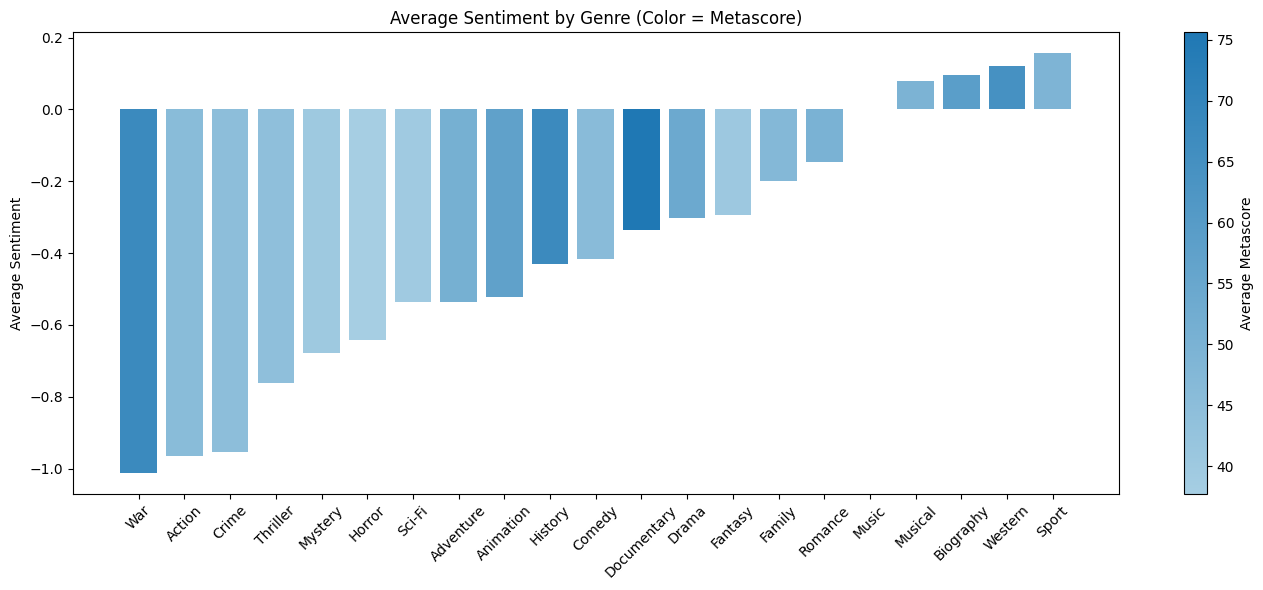 Average Sentiment by Genre (Color = Metascore)
0.2
0.0
−0.2
−0.4
−0.6
−0.8
−1.0
Average Sentiment
War
Action
Crime
Thriller
Mystery
Horror
Sci-Fi
Adventure
Animation
History
Comedy
Documentary
Drama
Fantasy
Family
Romance
Music
Musical
Biography
Western
Sport
75
70
65
60
55
50
45
40
Average Metascore